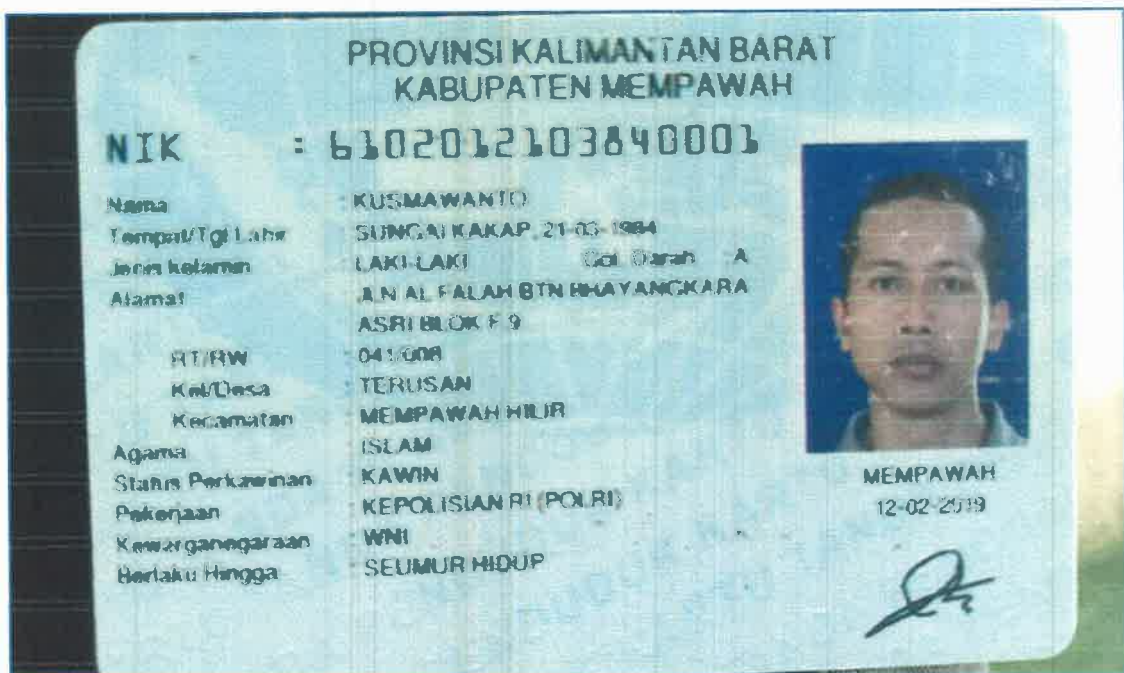 PROVINSI KALIMANTAN BARAT
KABUPATEN MEMPAWAH
NIK : 6102012103840001
Nama : KUSMAWANTO
Tempat/Tgl Lahir : SUNGAI KAKAP, 21-03-1984
Jenis kelamin : LAKI-LAKI Gol. Darah A
Alamat : JLN AL FALAH BTN BHAYANGKARA
ASRI BLOK F 9
RT/RW : 041/008
Kel/Desa : TERUSAN
Kecamatan : MEMPAWAH HILIR
Agama : ISLAM
Status Perkawinan : KAWIN
Pekerjaan : KEPOLISIAN RI (POLRI)
Kewarganegaraan : WNI
Berlaku Hingga : SEUMUR HIDUP
MEMPAWAH
12-02-2019